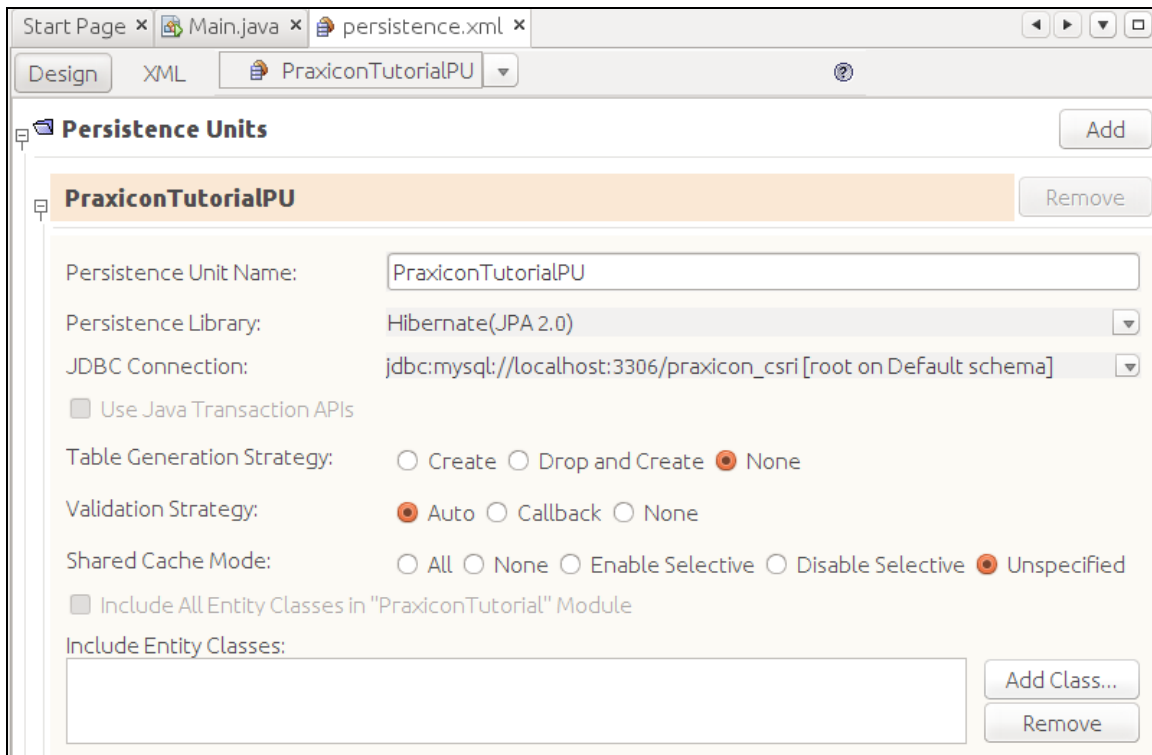 Start Page Main.java persistence.xml
Design XML PraxiconTutorialPU
Persistence Units Add
PraxiconTutorialPU Remove
Persistence Unit Name: PraxiconTutorialPU
Persistence Library: Hibernate(JPA 2.0)
JDBC Connection: jdbc:mysql://localhost:3306/praxicon_csri [root on Default schema]
Use Java Transaction APIs
Table Generation Strategy: Create Drop and Create None
Validation Strategy: Auto Callback None
Shared Cache Mode: All None Enable Selective Disable Selective Unspecified
Include All Entity Classes in "PraxiconTutorial" Module
Include Entity Classes:
Add Class...
Remove